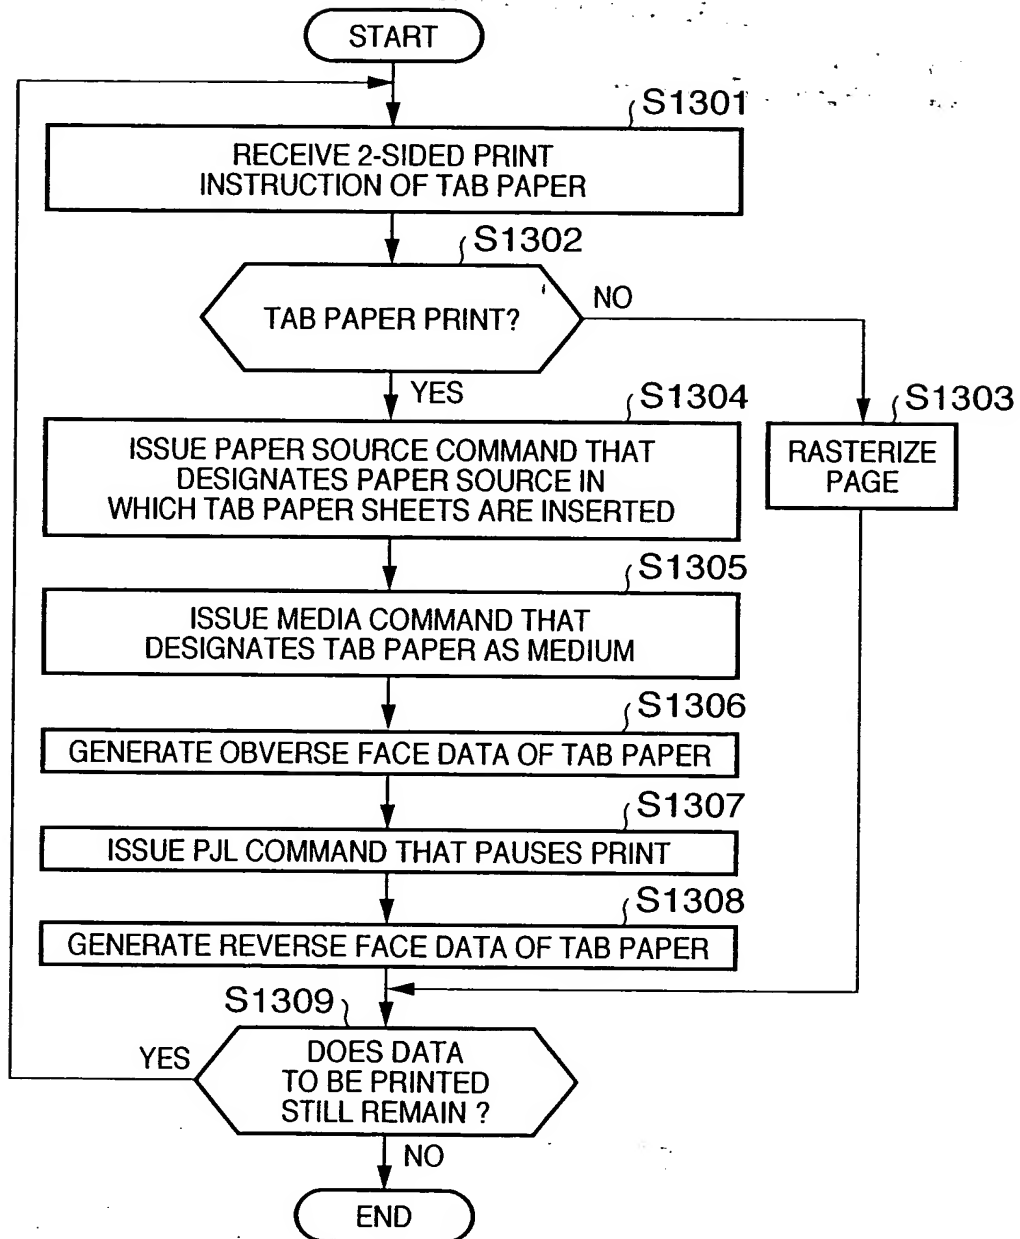 START
S1301
RECEIVE 2-SIDED PRINT
INSTRUCTION OF TAB PAPER
S1302
TAB PAPER PRINT?
NO
YES
S1304
S1303
ISSUE PAPER SOURCE COMMAND THAT
DESIGNATES PAPER SOURCE IN
WHICH TAB PAPER SHEETS ARE INSERTED
RASTERIZE
PAGE
S1305
ISSUE MEDIA COMMAND THAT
DESIGNATES TAB PAPER AS MEDIUM
S1306
GENERATE OBVERSE FACE DATA OF TAB PAPER
S1307
ISSUE PJL COMMAND THAT PAUSES PRINT
S1308
GENERATE REVERSE FACE DATA OF TAB PAPER
S1309
YES
DOES DATA
TO BE PRINTED
STILL REMAIN ?
NO
END